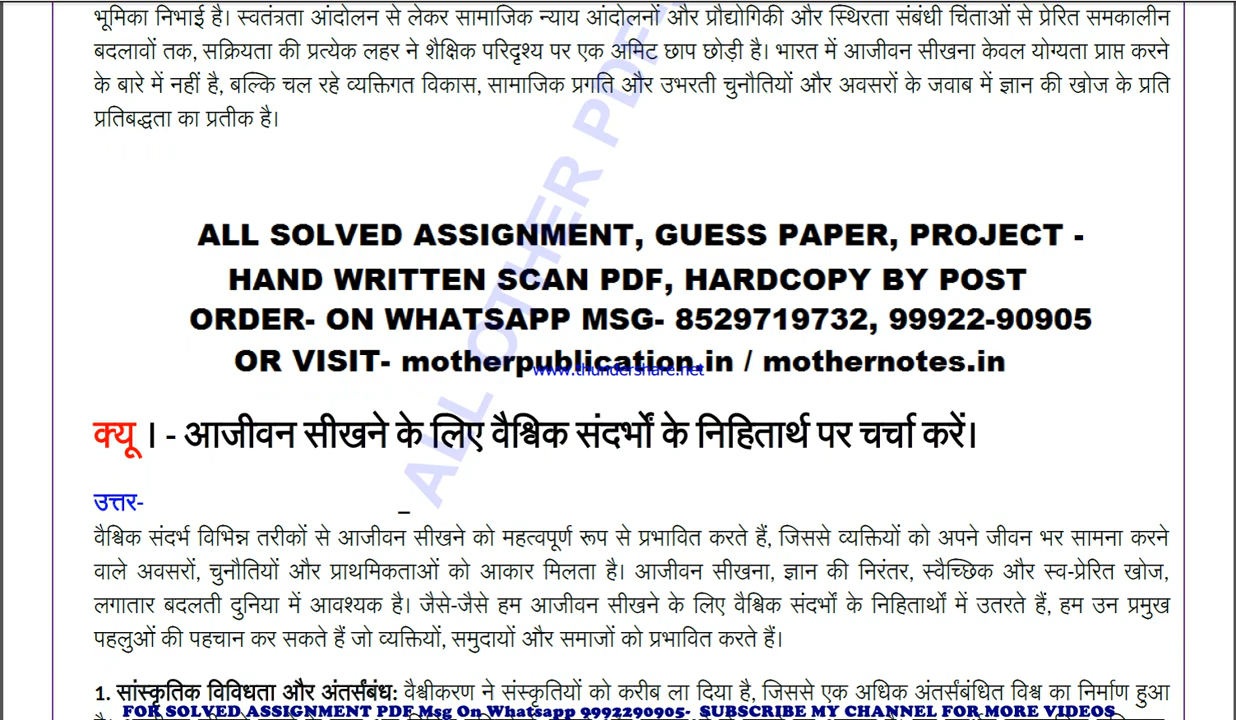 भूमिका निभाई है। स्वतंत्रता आंदोलन से लेकर सामाजिक न्याय आंदोलनों और प्रौद्योगिकी और स्थिरता संबंधी चिंताओं से प्रेरित समकालीन
बदलावों तक, सक्रियता की प्रत्येक लहर ने शैक्षिक परिदृश्य पर एक अमिट छाप छोड़ी है। भारत में आजीवन सीखना केवल योग्यता प्राप्त करने
के बारे में नहीं है, बल्कि चल रहे व्यक्तिगत विकास, सामाजिक प्रगति और उभरती चुनौतियों और अवसरों के जवाब में ज्ञान की खोज के प्रति
प्रतिबद्धता का प्रतीक है।
ALL OTHER PDF
ALL SOLVED ASSIGNMENT, GUESS PAPER, PROJECT -
HAND WRITTEN SCAN PDF, HARDCOPY BY POST
ORDER- ON WHATSAPP MSG- 8529719732, 99922-90905
OR VISIT- motherpublication.in / mothernotes.in
www.thundershare.net
क्यू । - आजीवन सीखने के लिए वैश्विक संदर्भों के निहितार्थ पर चर्चा करें।
उत्तर-
वैश्विक संदर्भ विभिन्न तरीकों से आजीवन सीखने को महत्वपूर्ण रूप से प्रभावित करते हैं, जिससे व्यक्तियों को अपने जीवन भर सामना करने
वाले अवसरों, चुनौतियों और प्राथमिकताओं को आकार मिलता है। आजीवन सीखना, ज्ञान की निरंतर, स्वैच्छिक और स्व-प्रेरित खोज,
लगातार बदलती दुनिया में आवश्यक है। जैसे-जैसे हम आजीवन सीखने के लिए वैश्विक संदर्भों के निहितार्थों में उतरते हैं, हम उन प्रमुख
पहलुओं की पहचान कर सकते हैं जो व्यक्तियों, समुदायों और समाजों को प्रभावित करते हैं।
1. सांस्कृतिक विविधता और अंतर्संबंध: वैश्वीकरण ने संस्कृतियों को करीब ला दिया है, जिससे एक अधिक अंतर्संबंधित विश्व का निर्माण हुआ
FOR SOLVED ASSIGNMENT PDF Msg On Whatsapp 9992290905- SUBSCRIBE MY CHANNEL FOR MORE VIDEOS